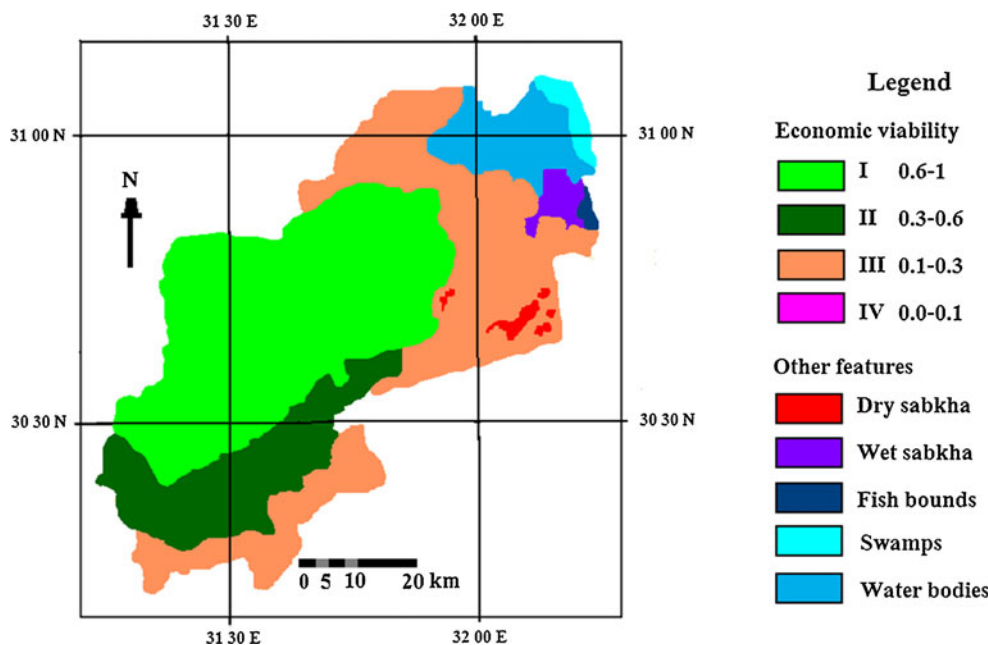 31 30 E 32 00 E
31 00 N 31 00 N
N
30 30 N 30 30 N
0 5 10 20 km
31 30 E 32 00 E
Legend
Economic viability
I 0.6-1
II 0.3-0.6
III 0.1-0.3
IV 0.0-0.1
Other features
Dry sabkha
Wet sabkha
Fish bounds
Swamps
Water bodies